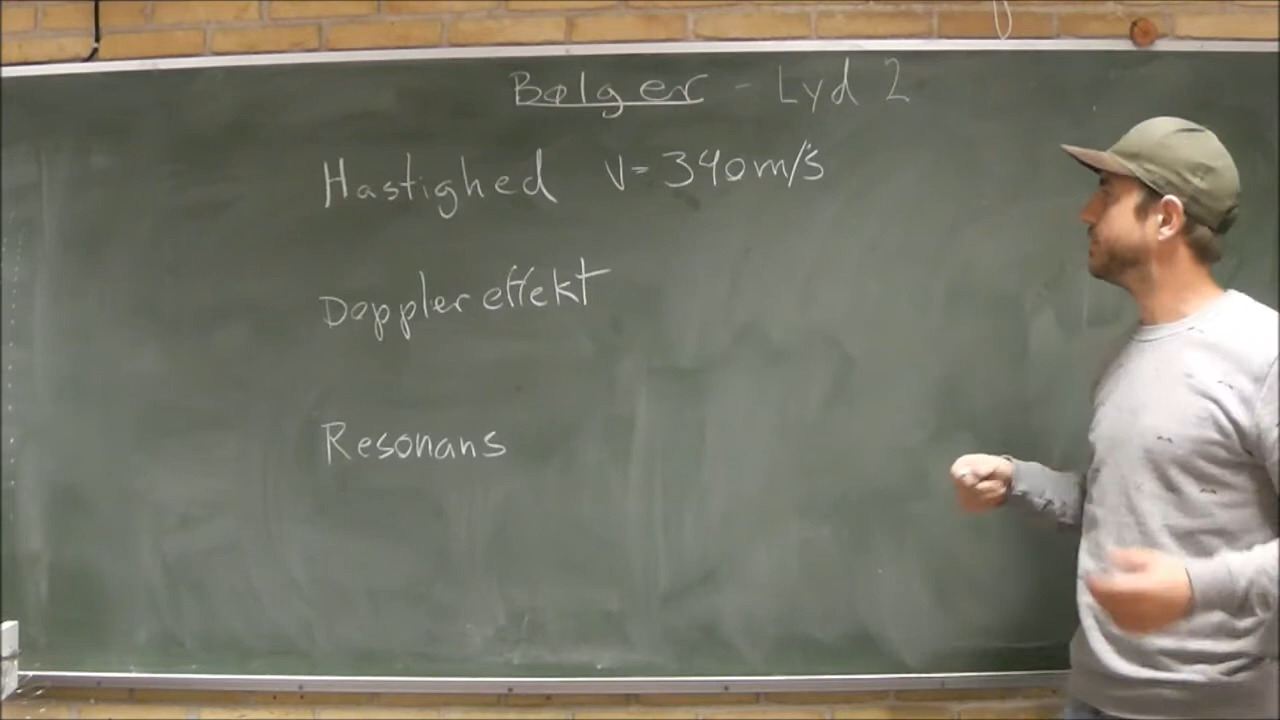 Bølger - Lyd 2
Hastighed v=340m/s
Dopplereffekt
Resonans